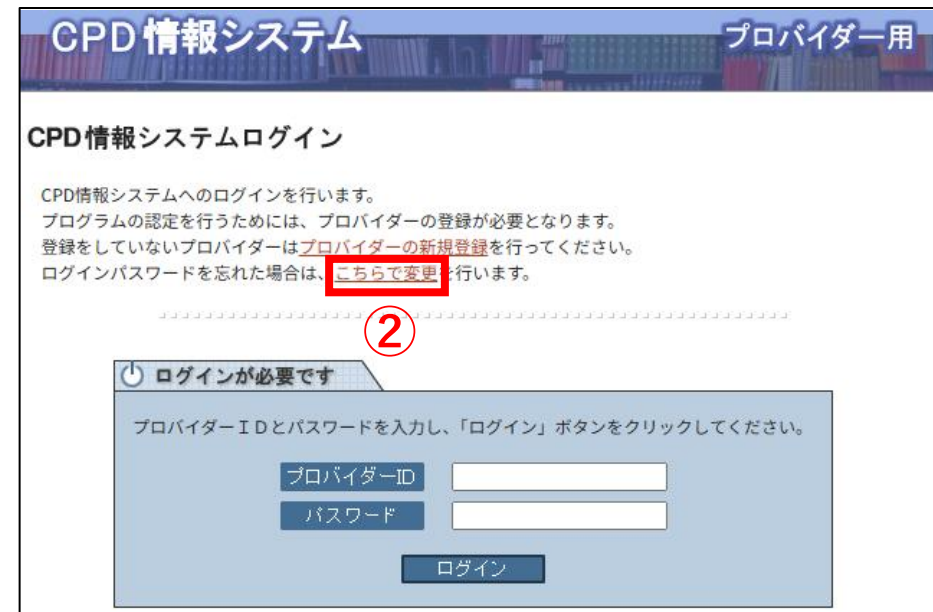 CPD情報システム
プロバイダー用
CPD情報システムログイン
CPD情報システムへのログインを行います。
プログラムの認定を行うためには、プロバイダーの登録が必要となります。
登録をしていないプロバイダーはプロバイダーの新規登録を行ってください。
ログインパスワードを忘れた場合は、こちらで変更を行います。
②
ログインが必要です
プロバイダーＩＤとパスワードを入力し、「ログイン」ボタンをクリックしてください。
プロバイダーID
パスワード
ログイン